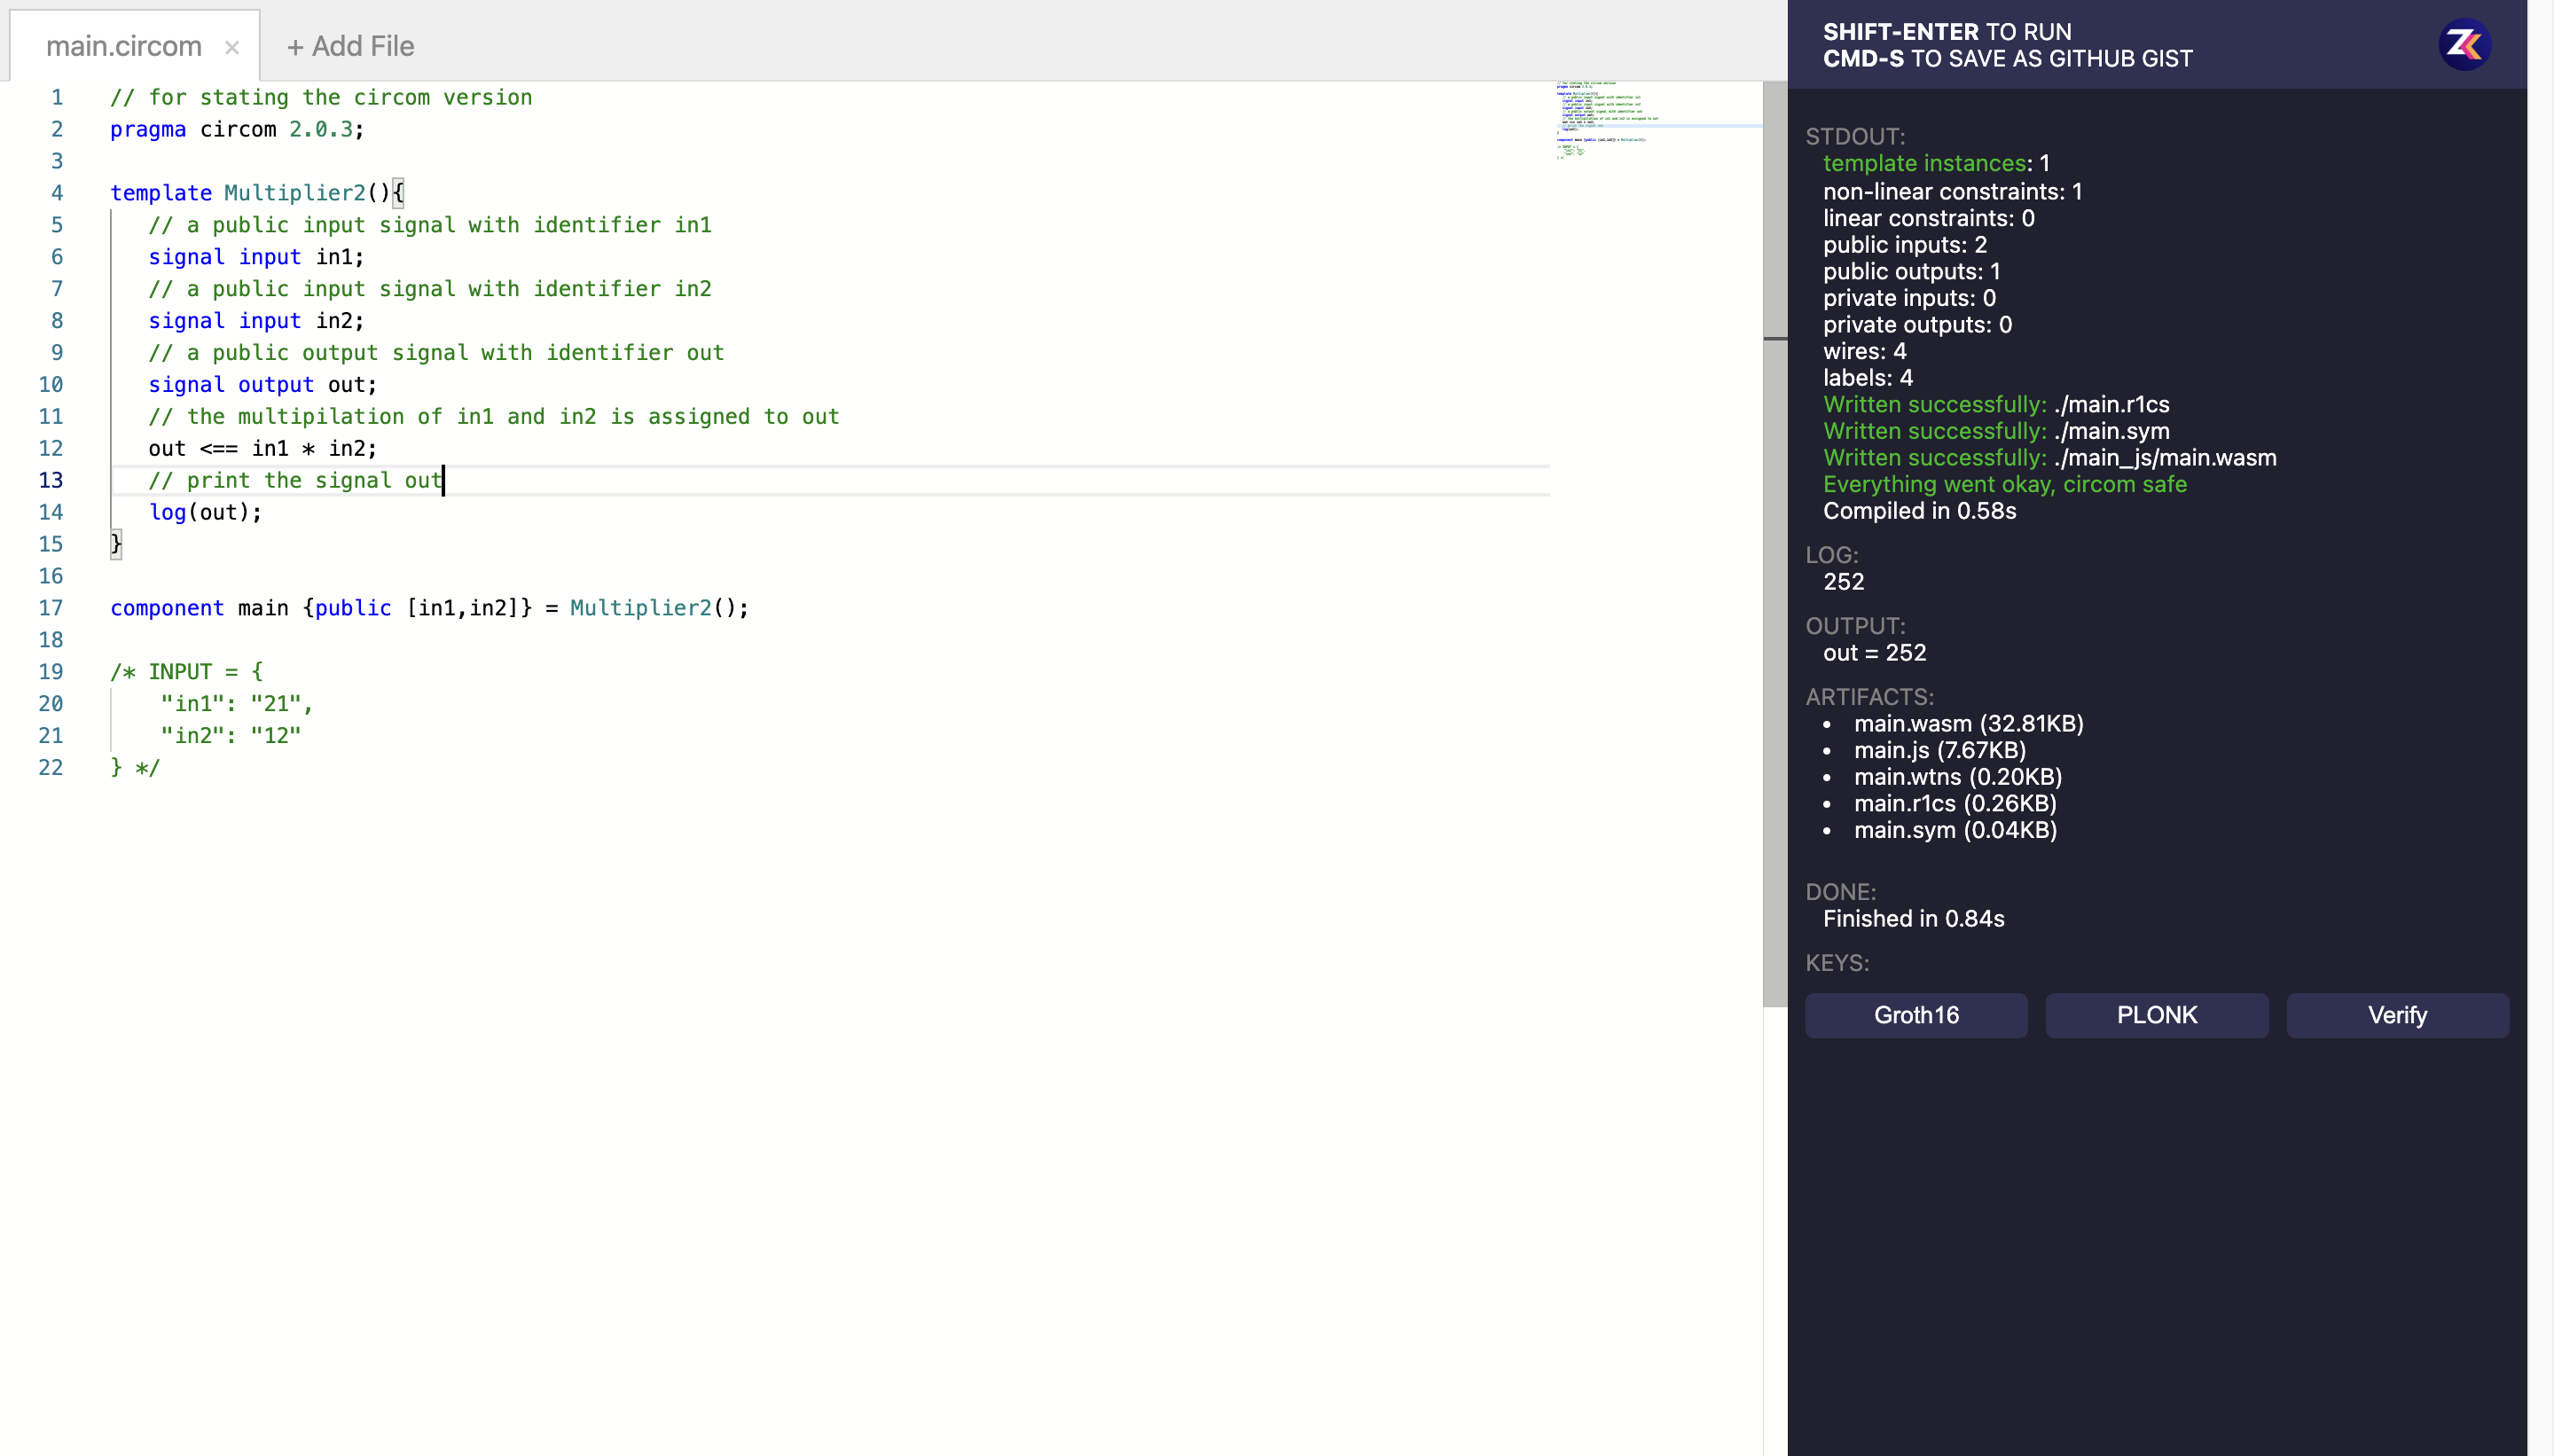 main.circom × + Add File
1 // for stating the circom version
2 pragma circom 2.0.3;
3
4 template Multiplier2(){
5 // a public input signal with identifier in1
6 signal input in1;
7 // a public input signal with identifier in2
8 signal input in2;
9 // a public output signal with identifier out
10 signal output out;
11 // the multipilation of in1 and in2 is assigned to out
12 out <== in1 * in2;
13 // print the signal out
14 log(out);
15 }
16
17 component main {public [in1,in2]} = Multiplier2();
18
19 /* INPUT = {
20 "in1": "21",
21 "in2": "12"
22 } */
SHIFT-ENTER TO RUN
CMD-S TO SAVE AS GITHUB GIST
ZK
STDOUT:
template instances: 1
non-linear constraints: 1
linear constraints: 0
public inputs: 2
public outputs: 1
private inputs: 0
private outputs: 0
wires: 4
labels: 4
Written successfully: ./main.r1cs
Written successfully: ./main.sym
Written successfully: ./main_js/main.wasm
Everything went okay, circom safe
Compiled in 0.58s
LOG:
252
OUTPUT:
out = 252
ARTIFACTS:
• main.wasm (32.81KB)
• main.js (7.67KB)
• main.wtns (0.20KB)
• main.r1cs (0.26KB)
• main.sym (0.04KB)
DONE:
Finished in 0.84s
KEYS:
Groth16 PLONK Verify